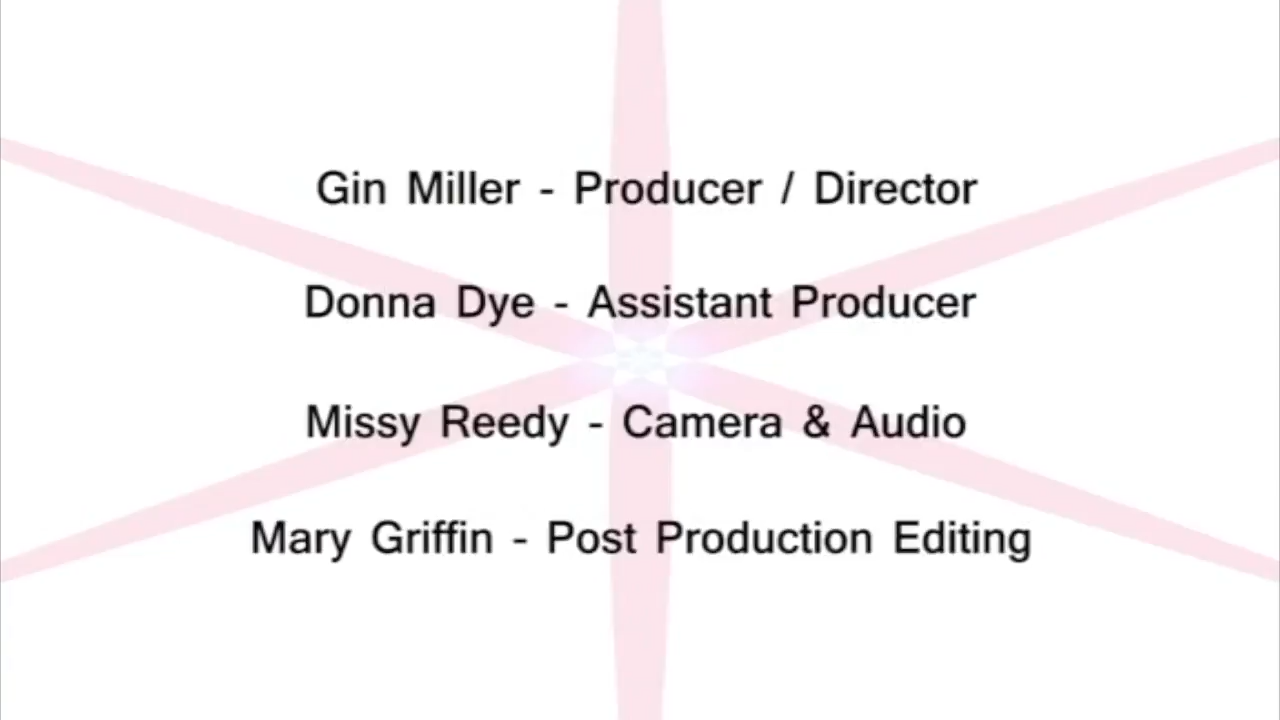 Gin Miller - Producer / Director
Donna Dye - Assistant Producer
Missy Reedy - Camera & Audio
Mary Griffin - Post Production Editing